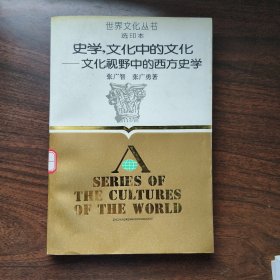 世界文化丛书
选印本
史学,文化中的文化
——文化视野中的西方史学
张广智 张广勇著
A
SERIES OF
THE CULTURES
OF THE WORLD